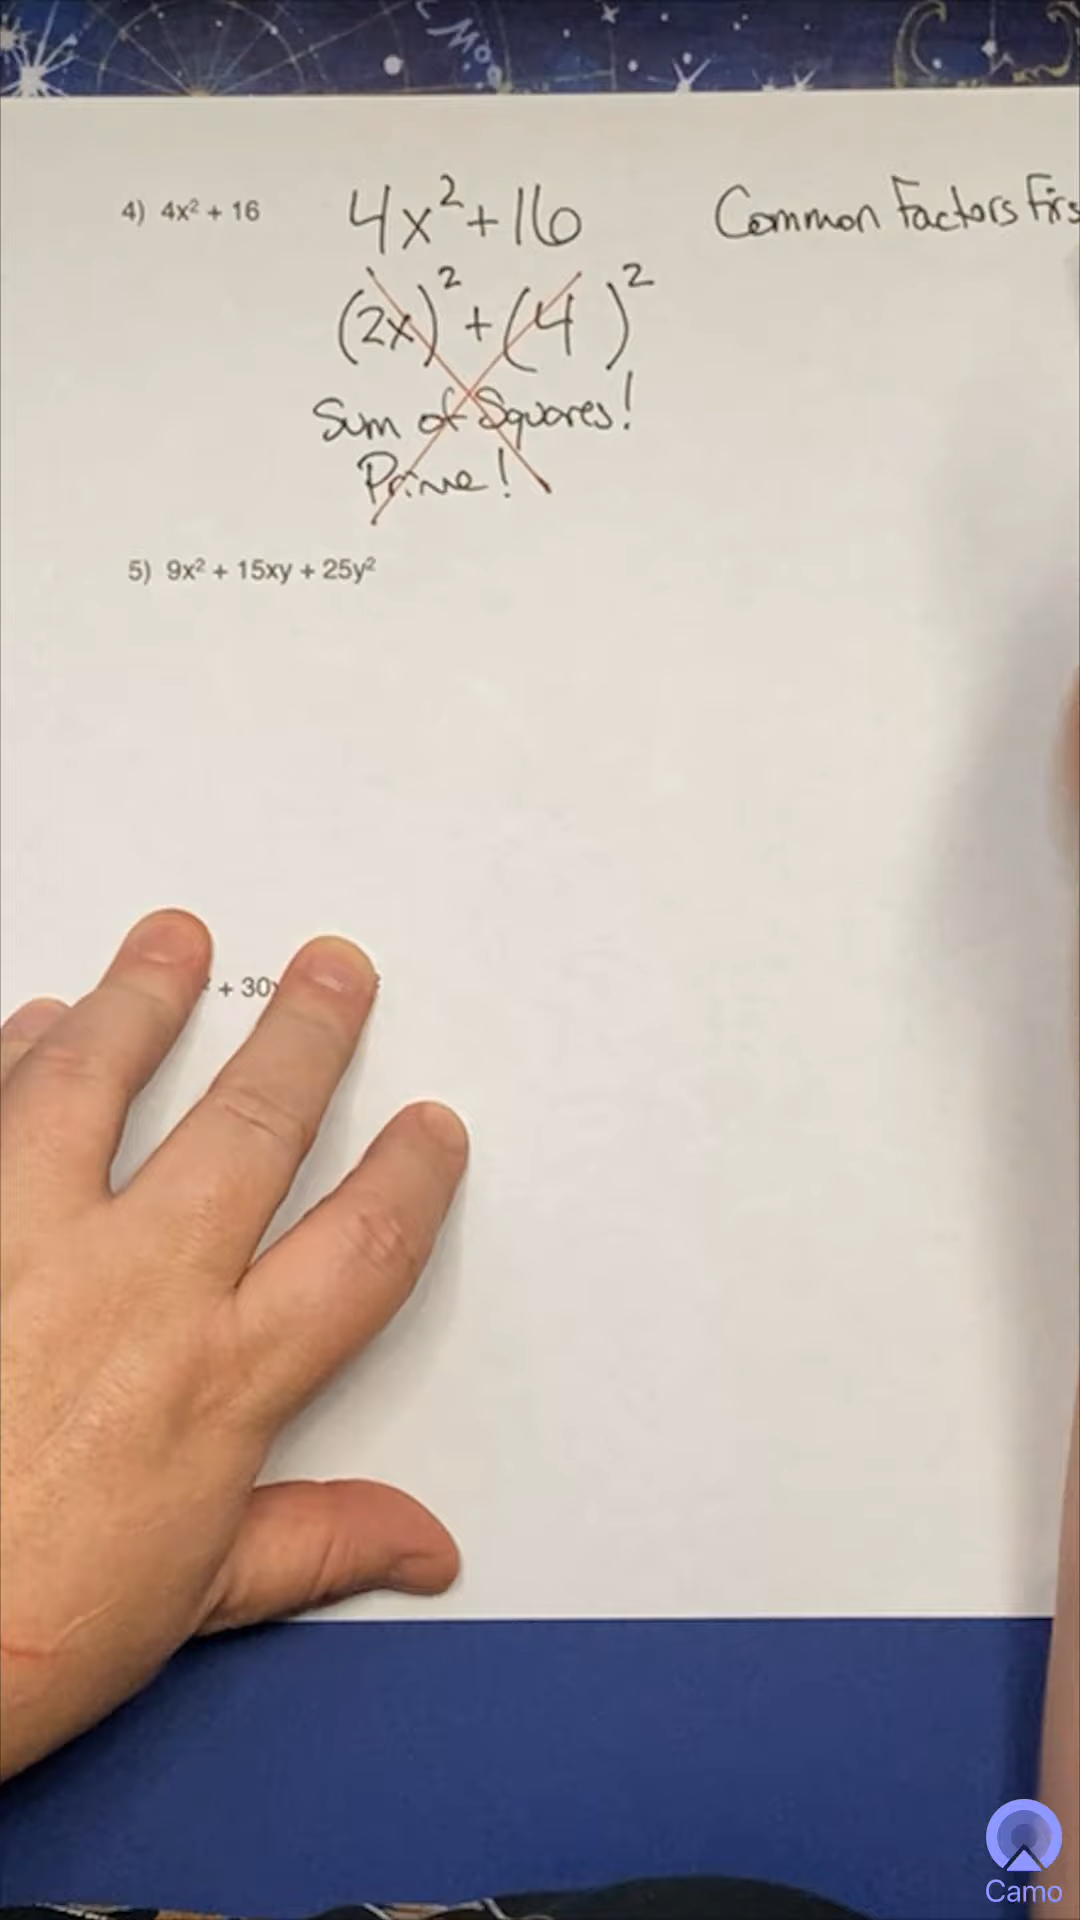 4) 4x² + 16
4x² + 16
Common Factors
(2x)² + (4)²
Sum of Squares!
Prime!
5) 9x² + 15xy + 25y²
+ 30
Camo